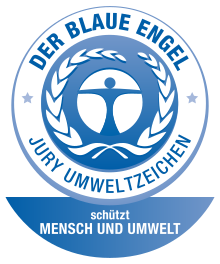 DER BLAUE ENGEL
JURY UMWELTZEICHEN
schützt
MENSCH UND UMWELT